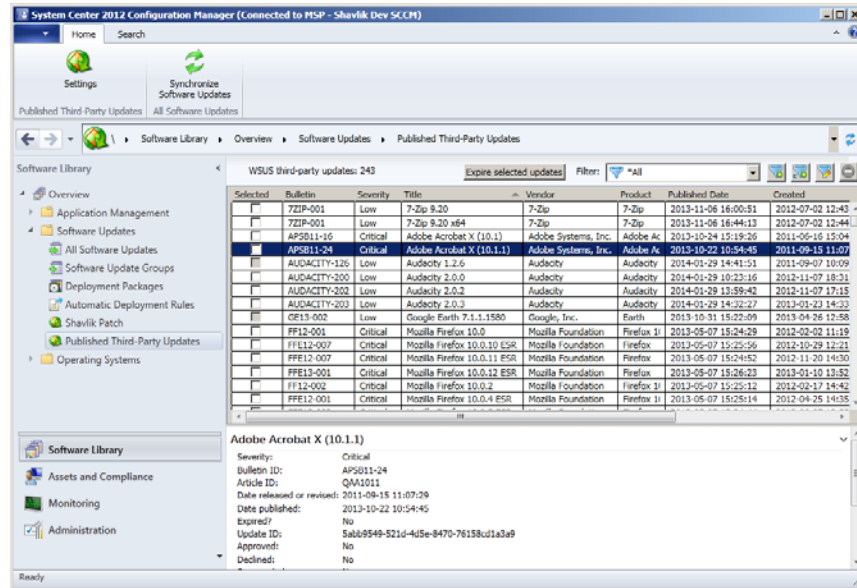 System Center 2012 Configuration Manager (Connected to MSP - Shavlik Dev SCCM)
Home Search
Settings
Synchronize
Software Updates
Published Third-Party Updates All Software Updates
\ Software Library Overview Software Updates Published Third-Party Updates
Software Library
WSUS third-party updates: 243 Expire selected updates Filter: *All
Overview
Application Management
Software Updates
All Software Updates
Software Update Groups
Deployment Packages
Automatic Deployment Rules
Shavlik Patch
Published Third-Party Updates
Operating Systems
Selected Bulletin Severity Title Vendor Product Published Date Created
7ZIP-001 Low 7-Zip 9.20 7-Zip 7-Zip 2013-11-06 16:00:51 2012-07-02 12:43
7ZIP-001 Low 7-Zip 9.20 x64 7-Zip 7-Zip 2013-11-06 16:44:13 2012-07-02 12:44
APSB11-16 Critical Adobe Acrobat X (10.1) Adobe Systems, Inc. Adobe Ac 2013-10-24 15:19:26 2011-06-16 15:04
APSB11-24 Critical Adobe Acrobat X (10.1.1) Adobe Systems, Inc. Adobe Ac 2013-10-22 10:54:45 2011-09-15 11:07
AUDACITY-126 Low Audacity 1.2.6 Audacity Audacity 2014-01-29 14:41:51 2011-09-07 10:09
AUDACITY-200 Low Audacity 2.0.0 Audacity Audacity 2014-01-29 10:23:16 2012-11-07 18:31
AUDACITY-202 Low Audacity 2.0.2 Audacity Audacity 2014-01-29 13:59:42 2012-11-07 17:15
AUDACITY-203 Low Audacity 2.0.3 Audacity Audacity 2014-01-29 14:32:27 2013-01-23 14:33
GE13-002 Low Google Earth 7.1.1.1580 Google, Inc. Earth 2013-10-31 15:22:09 2013-04-26 12:58
FF12-001 Critical Mozilla Firefox 10.0 Mozilla Foundation Firefox 2013-05-07 15:24:29 2012-02-02 11:19
FFE12-007 Critical Mozilla Firefox 10.0.10 ESR Mozilla Foundation Firefox 2013-05-07 15:25:56 2012-10-29 12:21
FFE12-007 Critical Mozilla Firefox 10.0.11 ESR Mozilla Foundation Firefox 2013-05-07 15:24:52 2012-11-20 14:30
FFE13-001 Critical Mozilla Firefox 10.0.12 ESR Mozilla Foundation Firefox 2013-05-07 15:26:23 2013-01-10 13:52
FF12-002 Critical Mozilla Firefox 10.0.2 Mozilla Foundation Firefox 2013-05-07 15:25:12 2012-02-17 14:42
FFE12-001 Critical Mozilla Firefox 10.0.4 ESR Mozilla Foundation Firefox 2013-05-07 15:25:14 2012-04-25 14:35
Software Library
Assets and Compliance
Monitoring
Administration
Adobe Acrobat X (10.1.1)
Severity: Critical
Bulletin ID: APSB11-24
Article ID: QAA1011
Date released or revised: 2011-09-15 11:07:29
Date published: 2013-10-22 10:54:45
Expired? No
Update ID: 5abb9549-521d-4d5e-8470-76158cd1a3a9
Approved: No
Declined: No
Ready